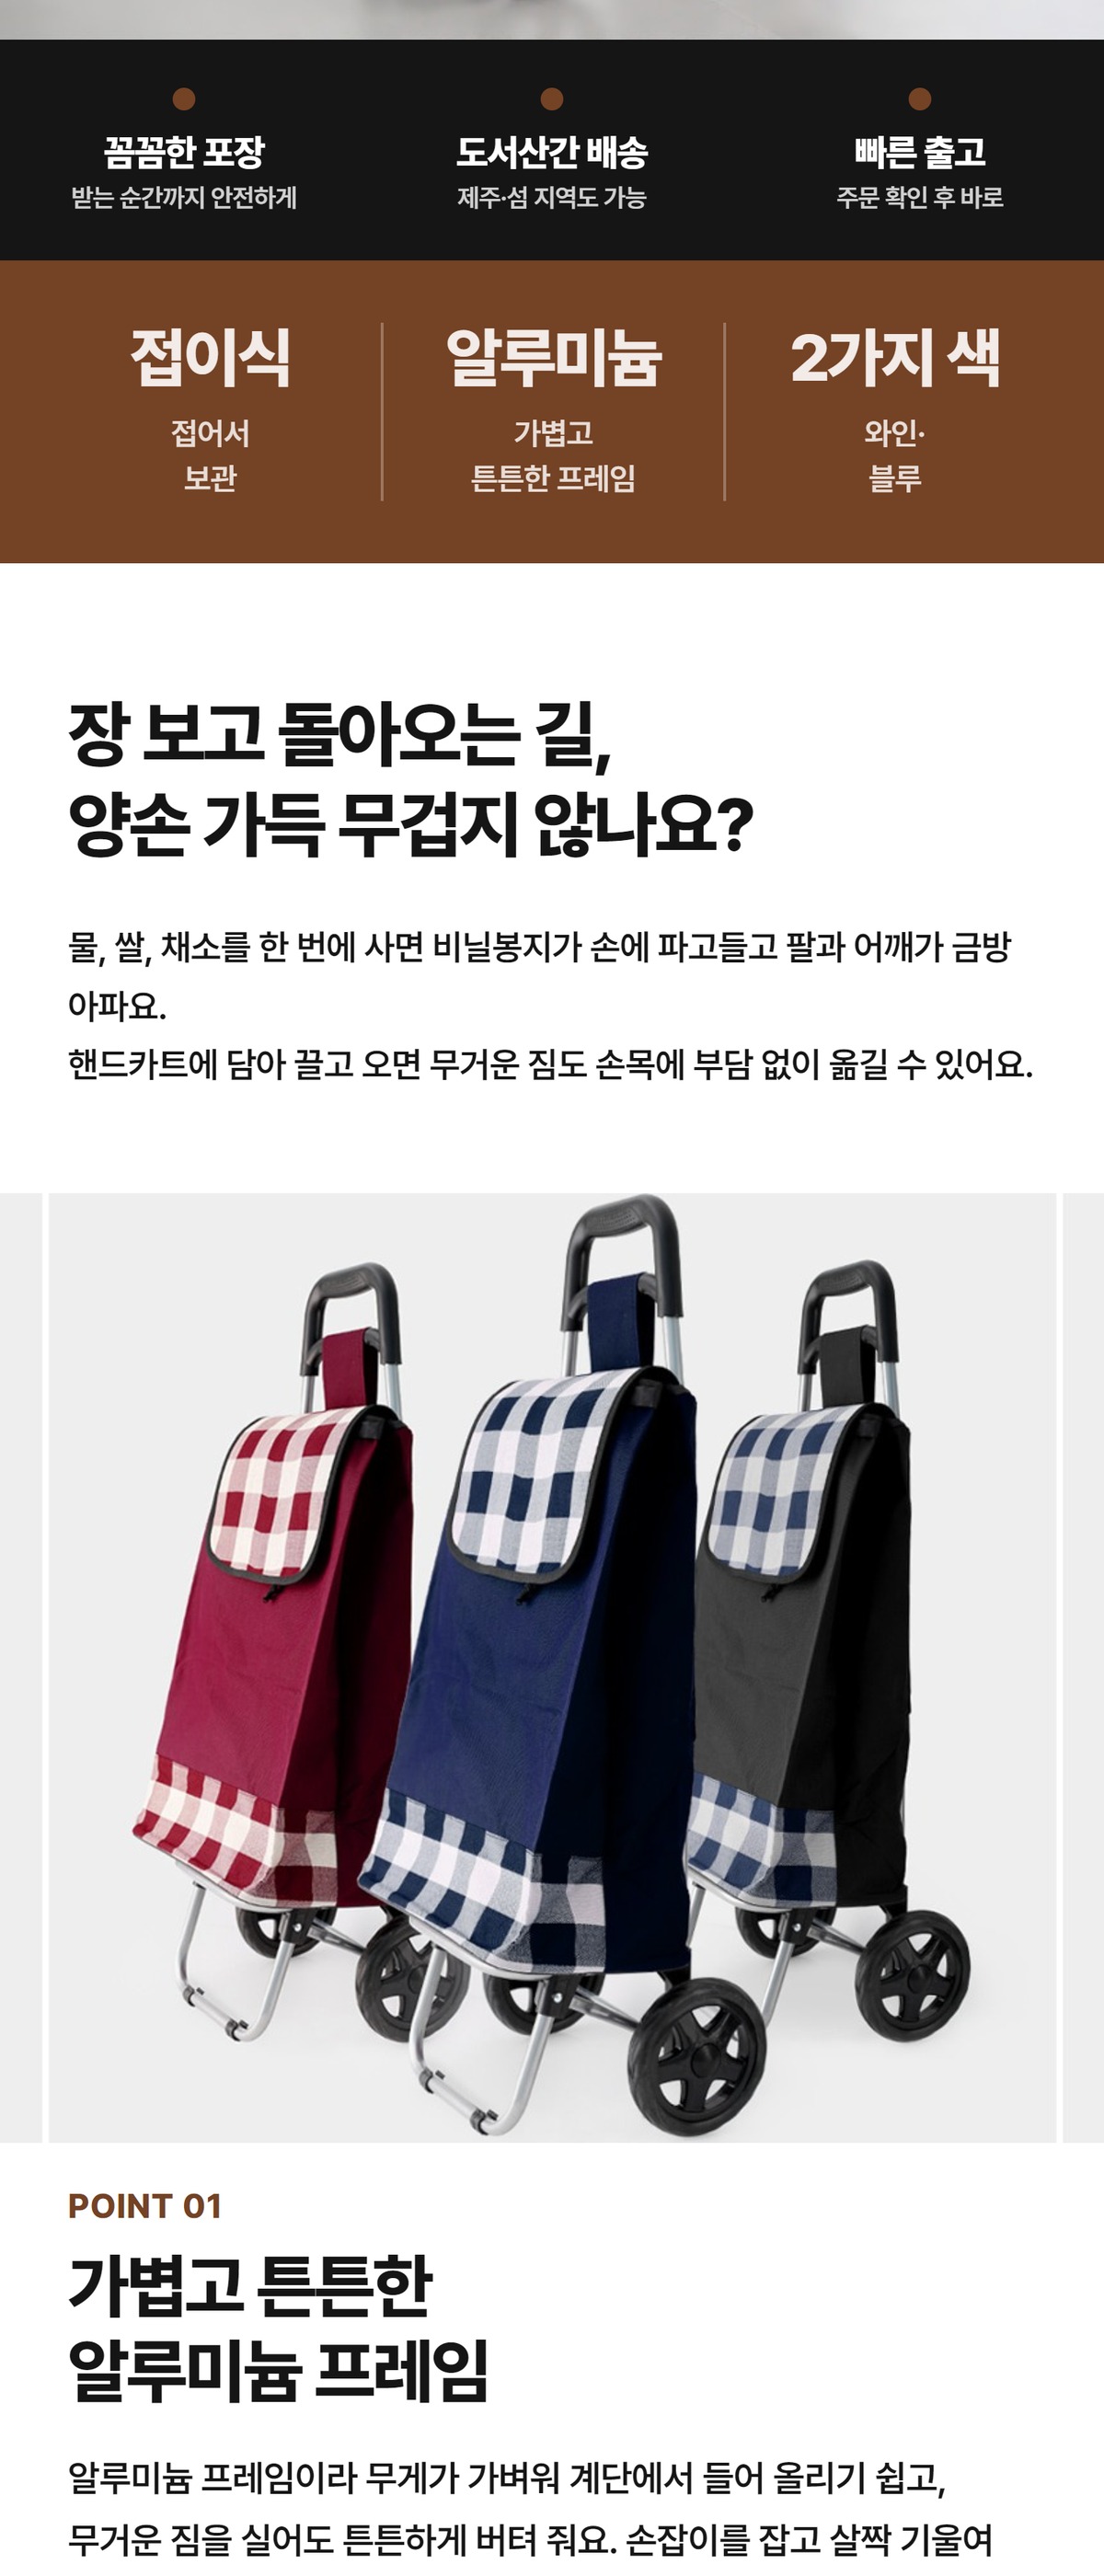 꼼꼼한 포장
받는 순간까지 안전하게
도서산간 배송
제주·섬 지역도 가능
빠른 출고
주문 확인 후 바로
접이식
접어서
보관
알루미늄
가볍고
튼튼한 프레임
2가지 색
와인·
블루
장 보고 돌아오는 길,
양손 가득 무겁지 않나요?
물, 쌀, 채소를 한 번에 사면 비닐봉지가 손에 파고들고 팔과 어깨가 금방
아파요.
핸드카트에 담아 끌고 오면 무거운 짐도 손목에 부담 없이 옮길 수 있어요.
POINT 01
가볍고 튼튼한
알루미늄 프레임
알루미늄 프레임이라 무게가 가벼워 계단에서 들어 올리기 쉽고,
무거운 짐을 실어도 튼튼하게 버텨 줘요. 손잡이를 잡고 살짝 기울여